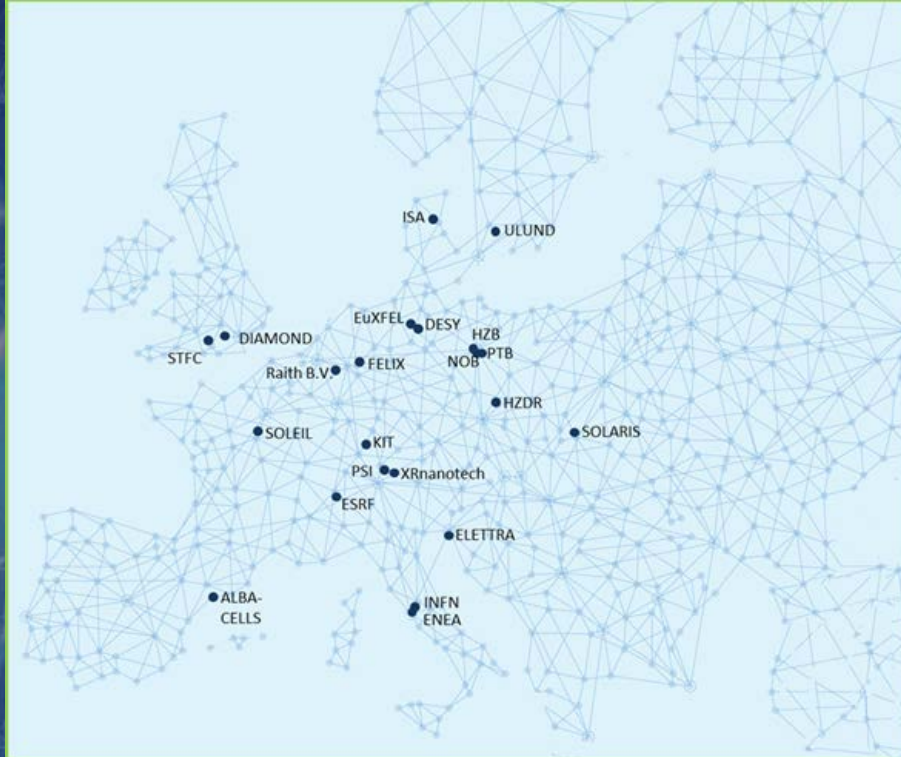 ISA
ULUND
EuXFEL
DESY
HZB
DIAMOND
PTB
STFC
NOB
FELIX
Raith B.V.
HZDR
SOLEIL
SOLARIS
KIT
PSI
XRnanotech
ESRF
ELETTRA
ALBA-
CELLS
INFN
ENEA